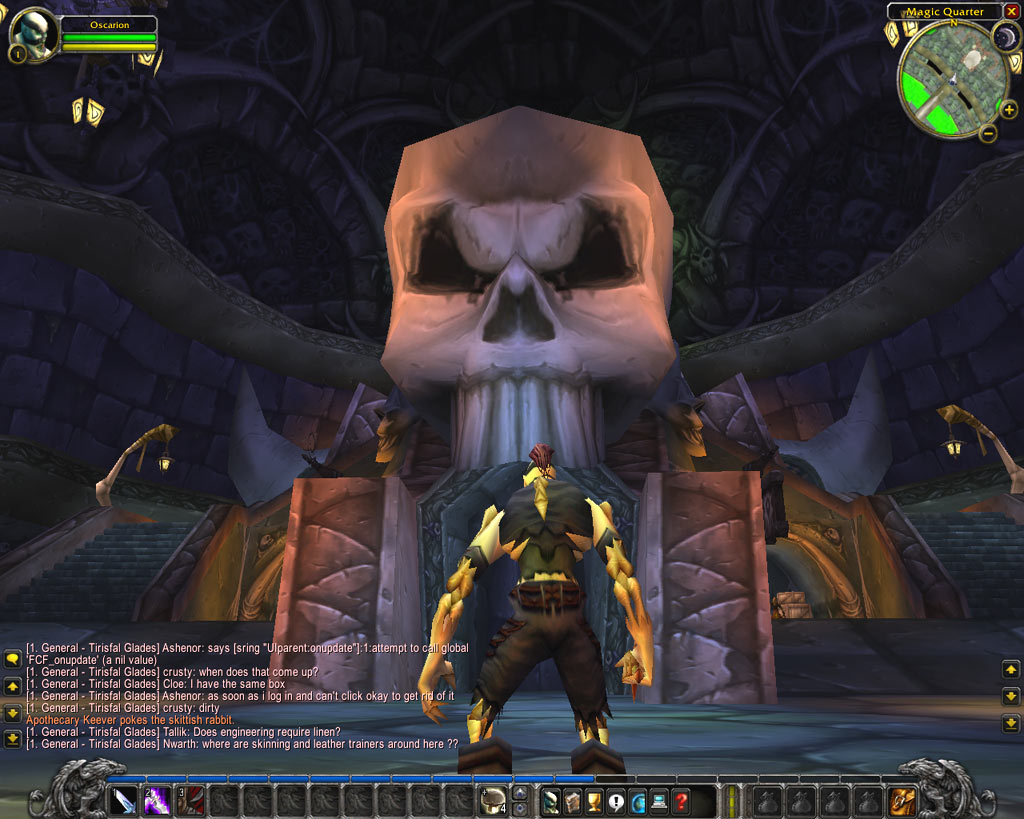 Oscarion
1
Magic Quarter
N
[1. General - Tirisfal Glades] Ashenor: says [sring "UIparent:onupdate"]:1:attempt to call global
'FCF_onupdate' (a nil value)
[1. General - Tirisfal Glades] crusty: when does that come up?
[1. General - Tirisfal Glades] Cloe: I have the same box
[1. General - Tirisfal Glades] Ashenor: as soon as i log in and can't click okay to get rid of it
[1. General - Tirisfal Glades] crusty: dirty
Apothecary Keever pokes the skittish rabbit.
[1. General - Tirisfal Glades] Tallik: Does engineering require linen?
[1. General - Tirisfal Glades] Nwarth: where are skinning and leather trainers around here ??
1 2 3 4